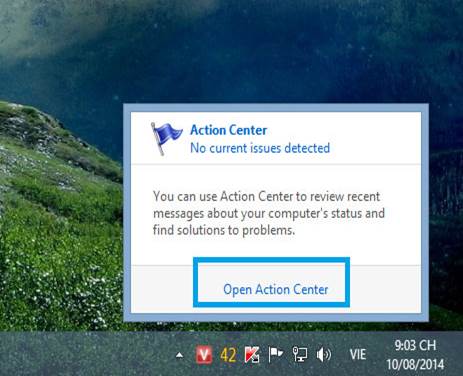 Action Center
No current issues detected
You can use Action Center to review recent
messages about your computer's status and
find solutions to problems.
Open Action Center
V 42 VIE 9:03 CH
10/08/2014